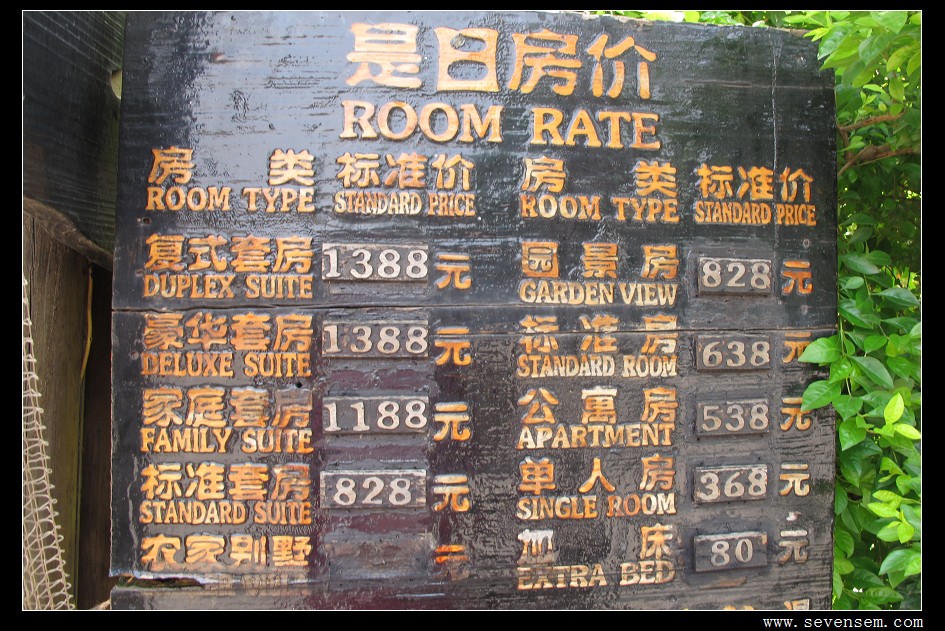 是日房价
ROOM RATE
房类 标准价 房类 标准价
ROOM TYPE STANDARD PRICE ROOM TYPE STANDARD PRICE
复式套房 1388 元 园景房 828 元
DUPLEX SUITE GARDEN VIEW
豪华套房 1388 元 标准房 638 元
DELUXE SUITE STANDARD ROOM
家庭套房 1188 元 公寓房 538 元
FAMILY SUITE APARTMENT
标准套房 828 元 单人房 368 元
STANDARD SUITE SINGLE ROOM
农家别墅 元 加床 80 元
EXTRA BED
www.sevensem.com